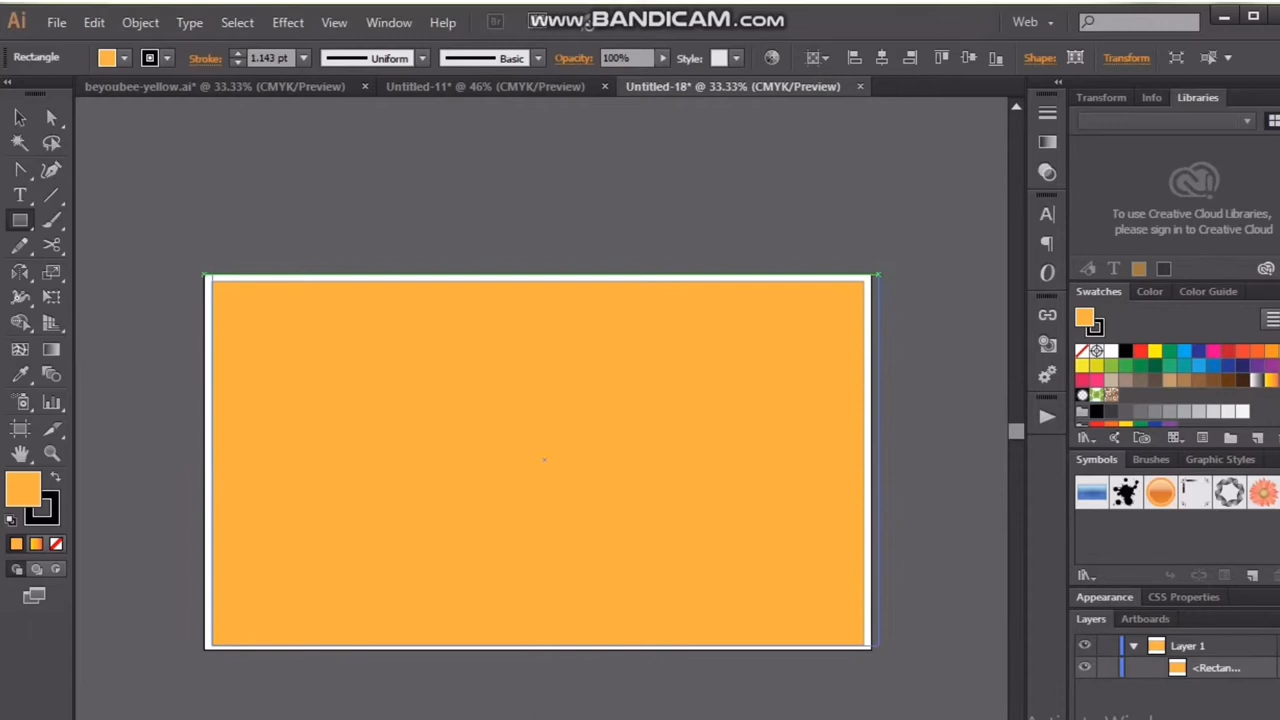 www.BANDICAM.com
Ai File Edit Object Type Select Effect View Window Help Br Web
Rectangle Stroke: 1.143 pt Uniform Basic Opacity: 100% Style: Shape: Transform
beyoubee-yellow.ai* @ 33.33% (CMYK/Preview) × Untitled-11* @ 46% (CMYK/Preview) × Untitled-18* @ 33.33% (CMYK/Preview) ×
Transform Info Libraries
To use Creative Cloud Libraries,
please sign in to Creative Cloud
Swatches Color Color Guide
Symbols Brushes Graphic Styles
Appearance CSS Properties
Layers Artboards
Layer 1
<Rectan...